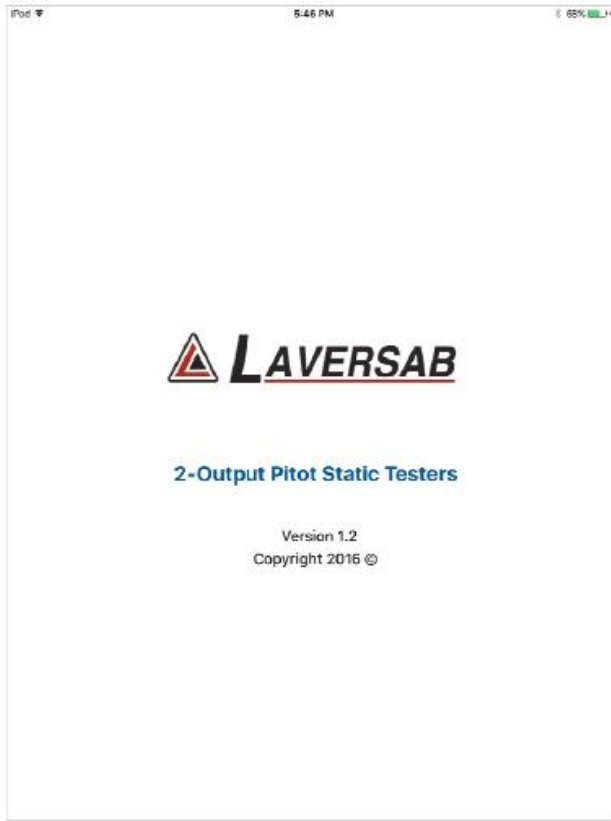 iPod 5:46 PM 68%
LAVERSAB
2-Output Pitot Static Testers
Version 1.2
Copyright 2016 ©